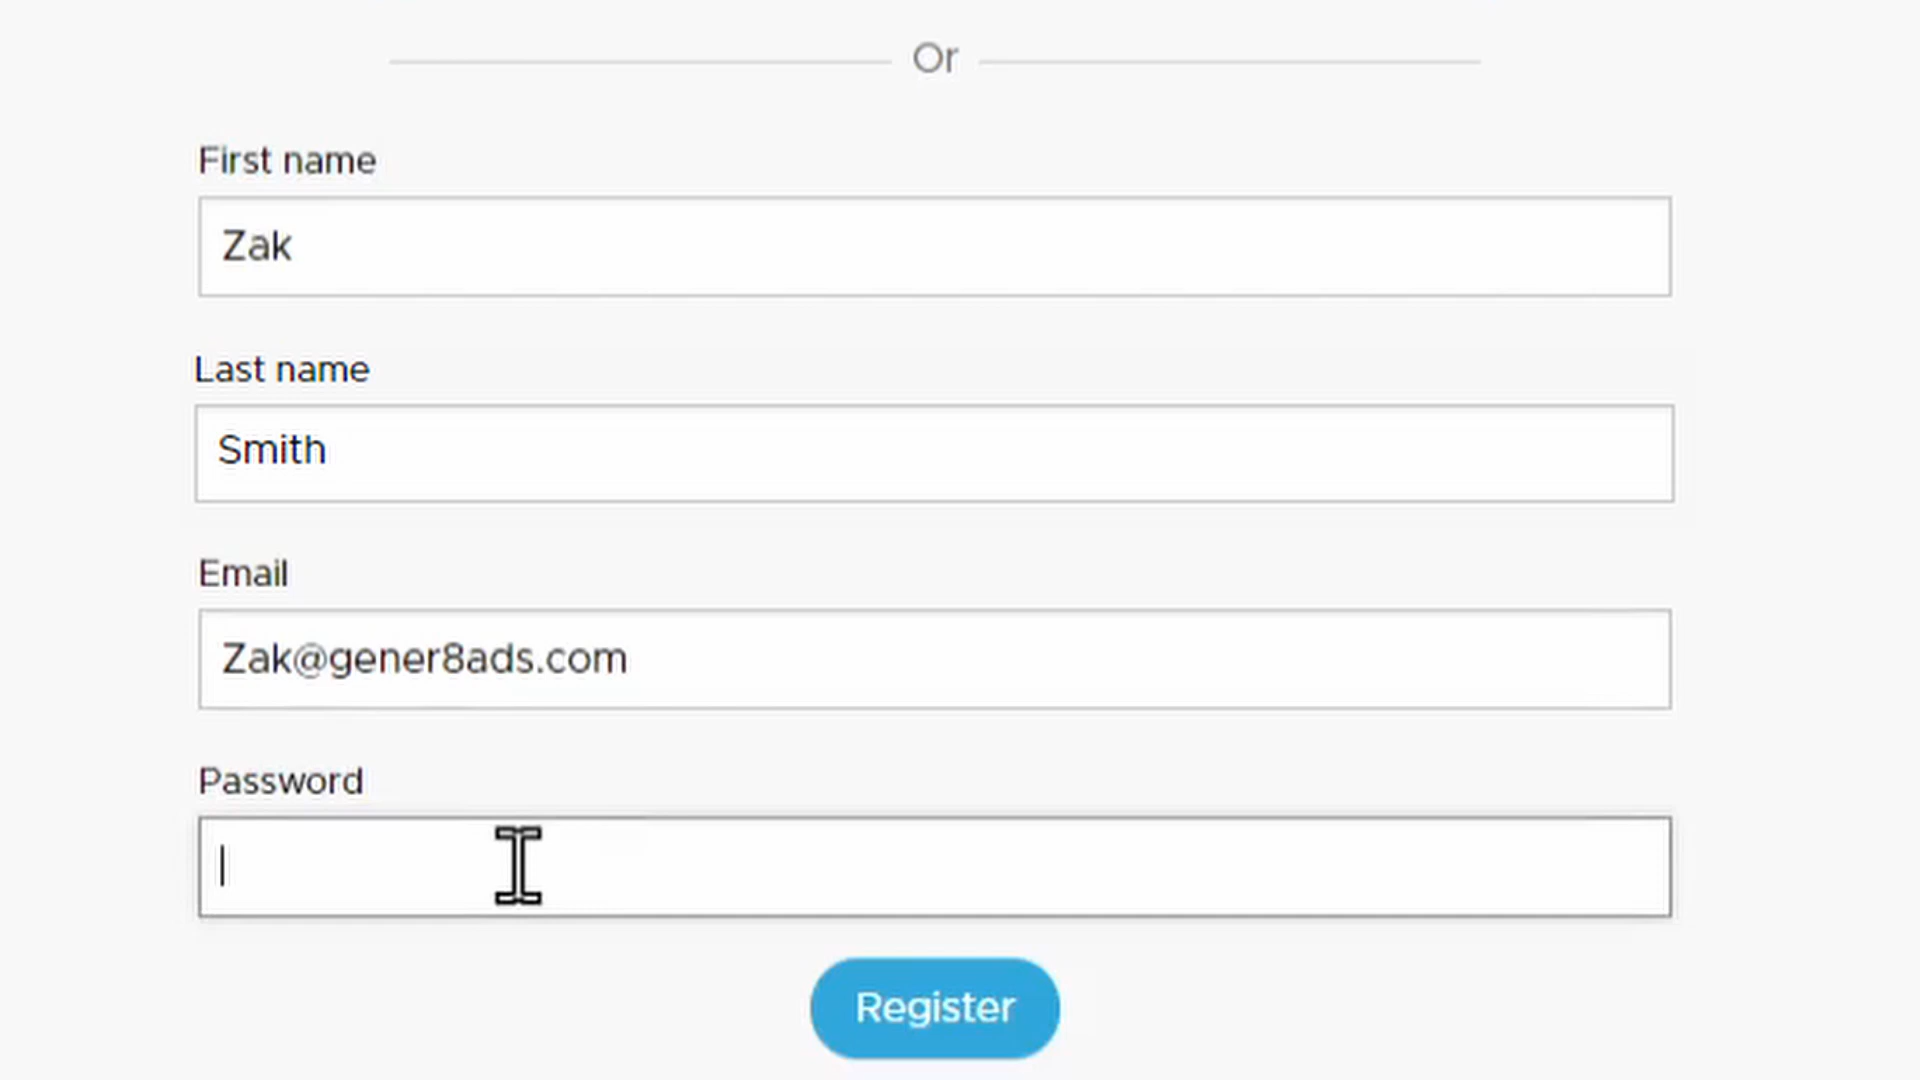 Or
First name
Zak
Last name
Smith
Email
Zak@gener8ads.com
Password
Register